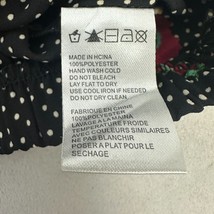 MADE IN HCINA
100%POLYESTER
HAND WASH COLD
DO NOT BLEACH
LAY FLAT TO DRY
USE COOL IRON IF NEEDED
DO NOT DRY CLEAN
FABRIQUE EN CHINE
100%POLYESTER
LAVAGE A LA MAINA
TEMPERATURE FROIDE
AVEC COULEURS SIMILAIRES
NE PAS BLANCHIR
POSER A PLAT POUR LE
SECHAGE